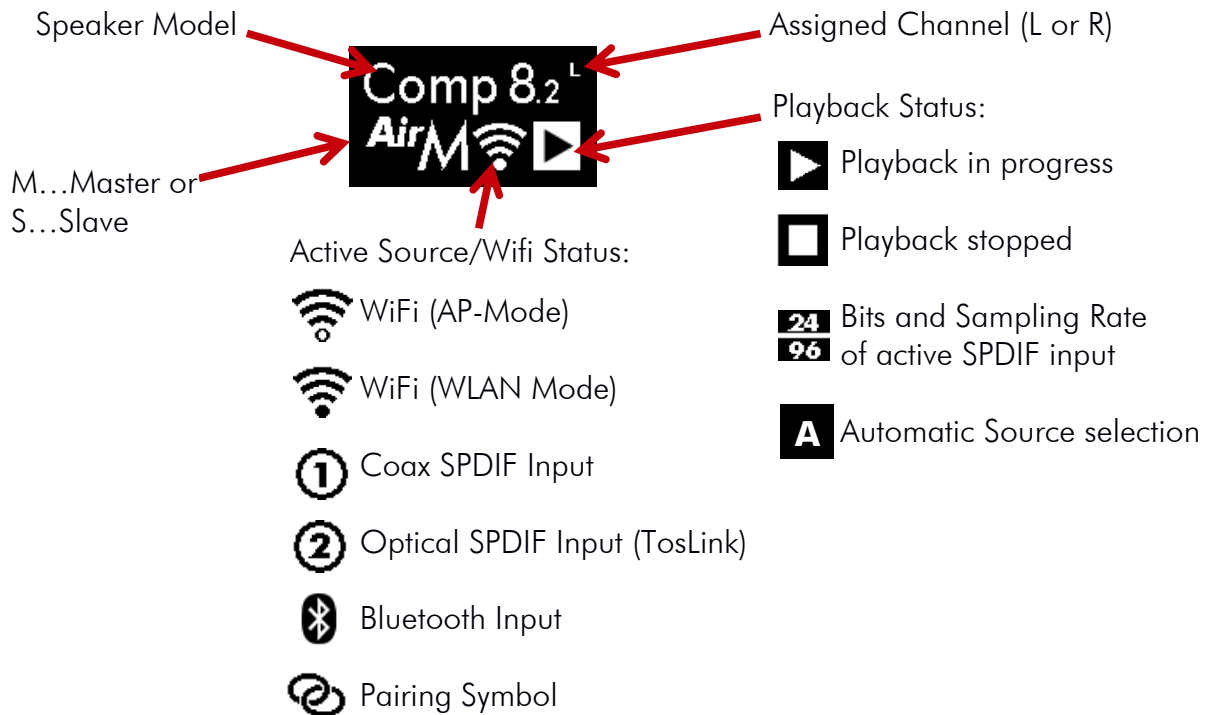 Speaker Model
Assigned Channel (L or R)
Comp 8.2 L
Air M
M...Master or
S...Slave
Playback Status:
Playback in progress
Playback stopped
24
96
Bits and Sampling Rate
of active SPDIF input
A
Automatic Source selection
Active Source/Wifi Status:
WiFi (AP-Mode)
WiFi (WLAN Mode)
1
Coax SPDIF Input
2
Optical SPDIF Input (TosLink)
Bluetooth Input
Pairing Symbol